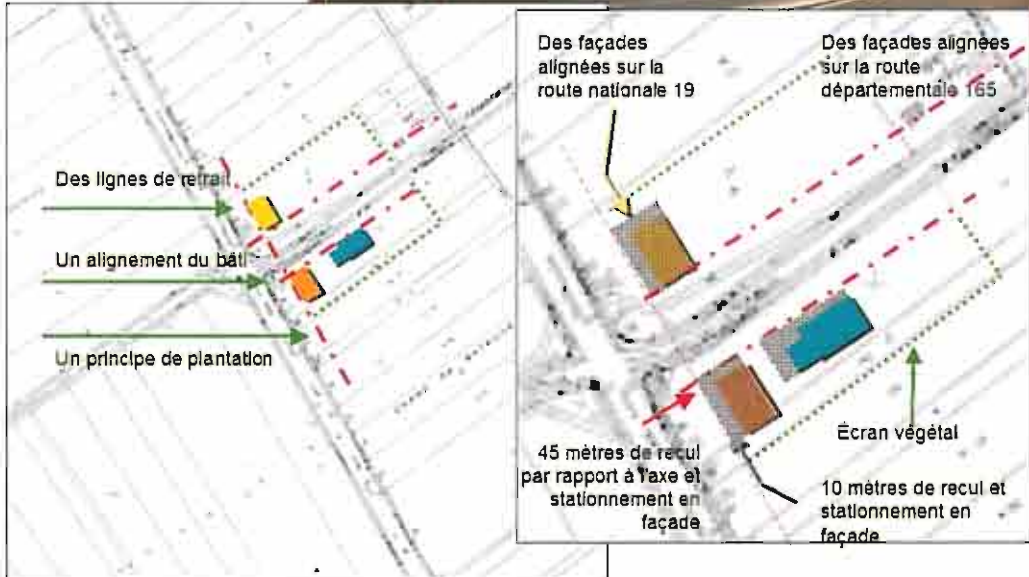 Des lignes de retrait
Un alignement du bâti
Un principe de plantation
Des façades
alignées sur la
route nationale 19
Des façades alignées
sur la route
départementale 165
45 mètres de recul
par rapport à l'axe et
stationnement en
façade
Écran végétal
10 mètres de recul et
stationnement en
façade